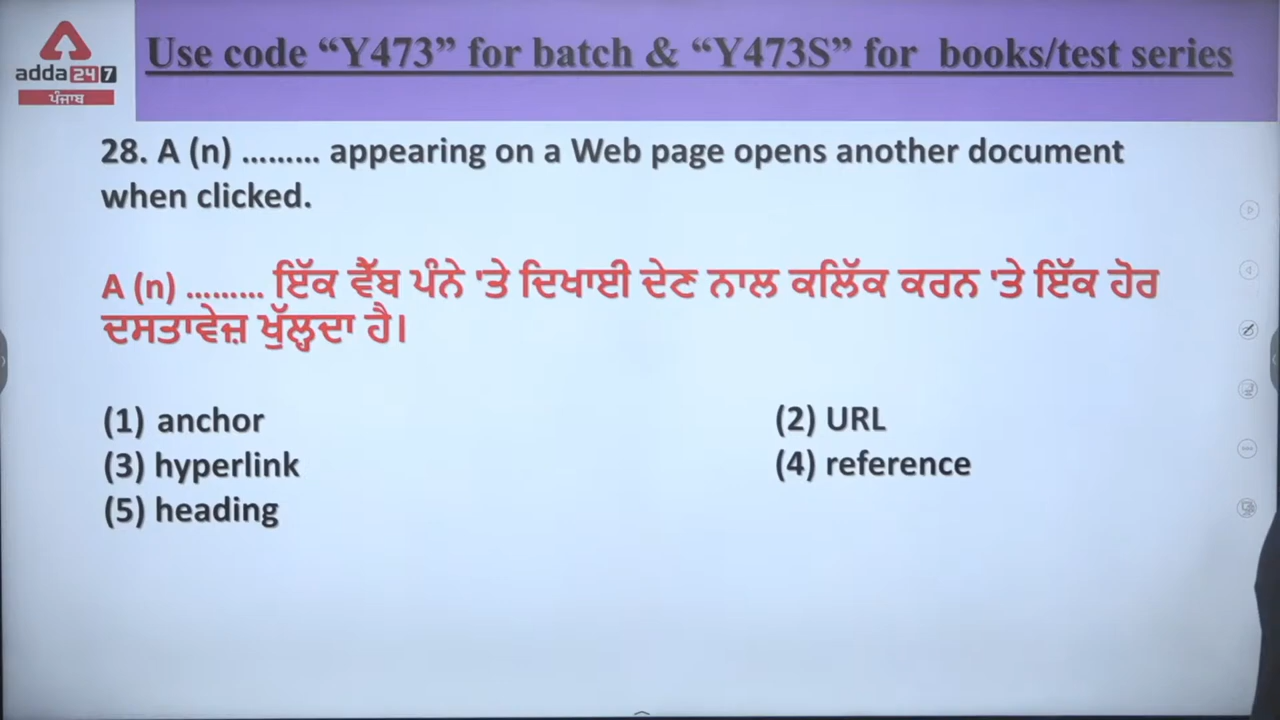 adda 247
ਪੰਜਾਬ
Use code “Y473” for batch & “Y473S” for books/test series
28. A (n) ……… appearing on a Web page opens another document
when clicked.
A (n) ……… ਇੱਕ ਵੈੱਬ ਪੰਨੇ 'ਤੇ ਦਿਖਾਈ ਦੇਣ ਨਾਲ ਕਲਿੱਕ ਕਰਨ 'ਤੇ ਇੱਕ ਹੋਰ
ਦਸਤਾਵੇਜ਼ ਖੁੱਲ੍ਹਦਾ ਹੈ।
(1) anchor (2) URL
(3) hyperlink (4) reference
(5) heading